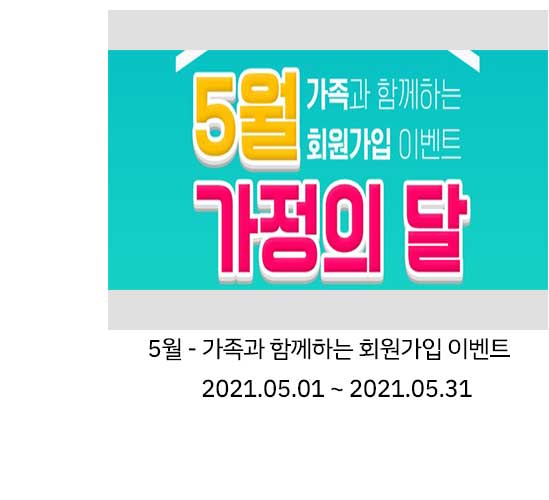 5월 가족과 함께하는
회원가입 이벤트
가정의 달
5월 - 가족과 함께하는 회원가입 이벤트
2021.05.01 ~ 2021.05.31